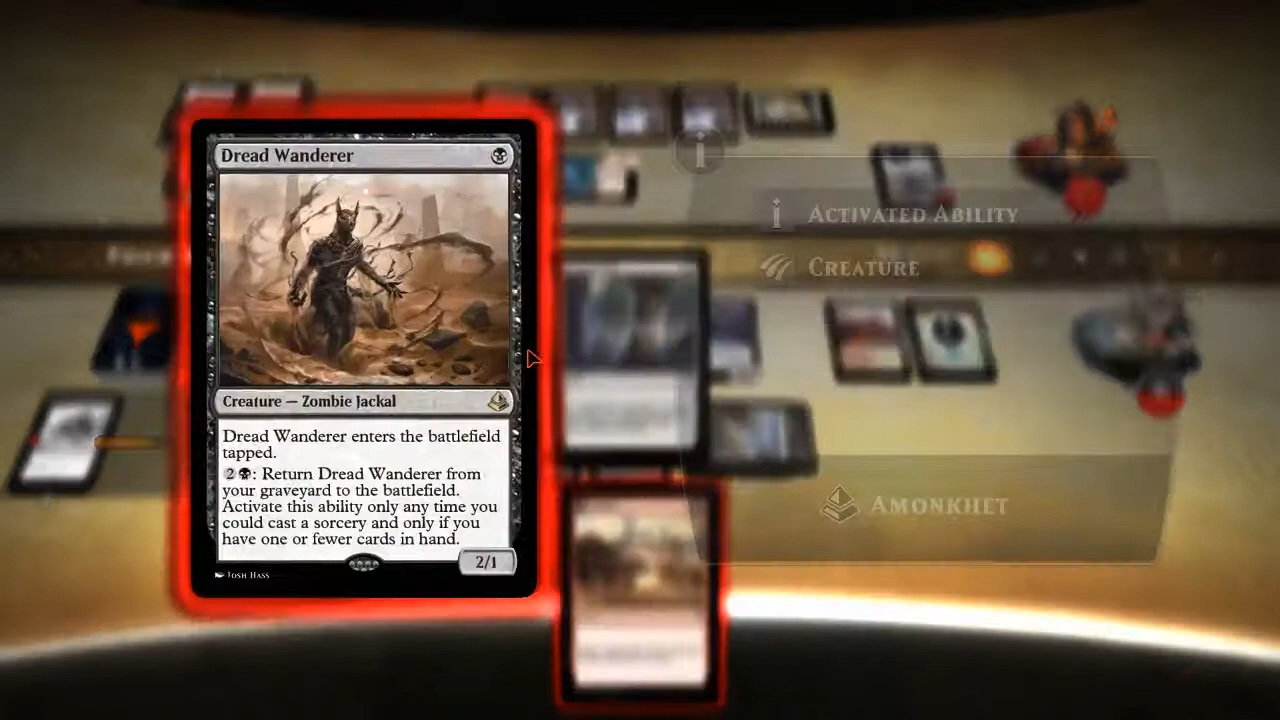 Dread Wanderer
Creature — Zombie Jackal
Dread Wanderer enters the battlefield
tapped.
2: Return Dread Wanderer from
your graveyard to the battlefield.
Activate this ability only any time you
could cast a sorcery and only if you
have one or fewer cards in hand.
2/1
Josh Hass
i
i Activated Ability
Creature
Amonkhet